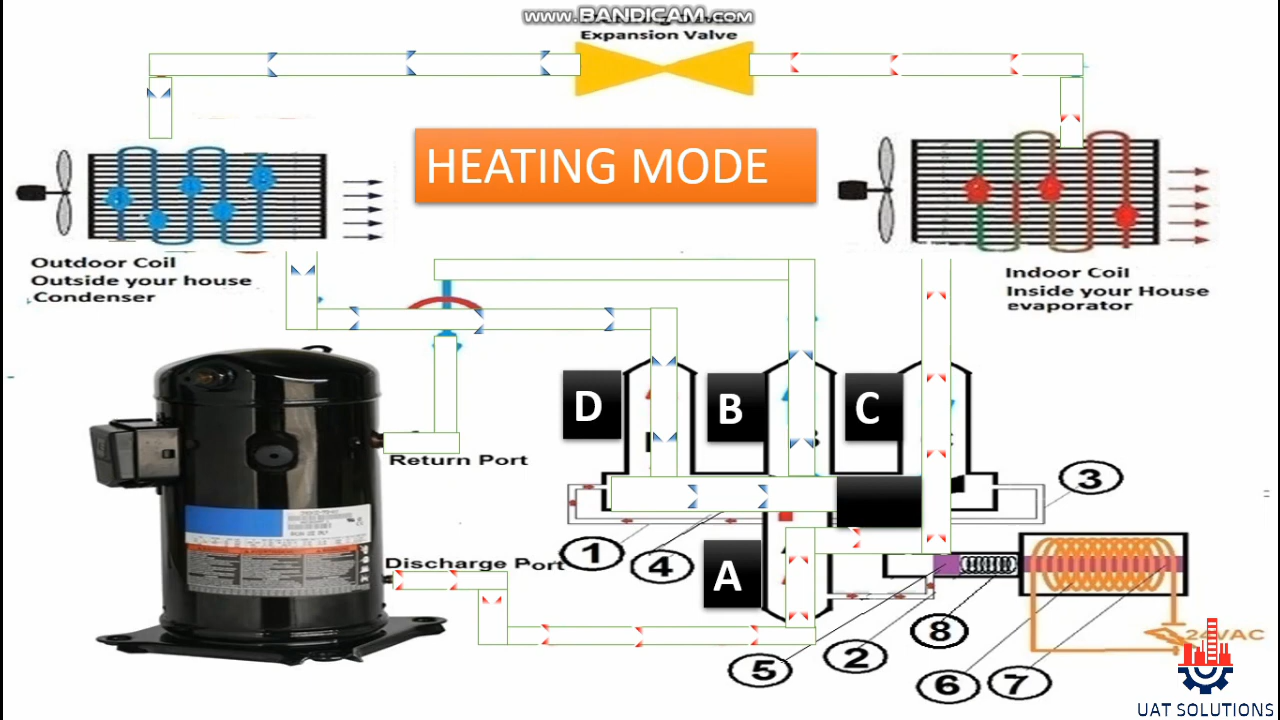 www.BANDICAM.com
Expansion Valve
HEATING MODE
Outdoor Coil
Outside your house
Condenser
Indoor Coil
Inside your House
evaporator
D
B
C
Return Port
3
Discharge Port
1
4
A
8
24VAC
5
2
6
7
UAT SOLUTIONS